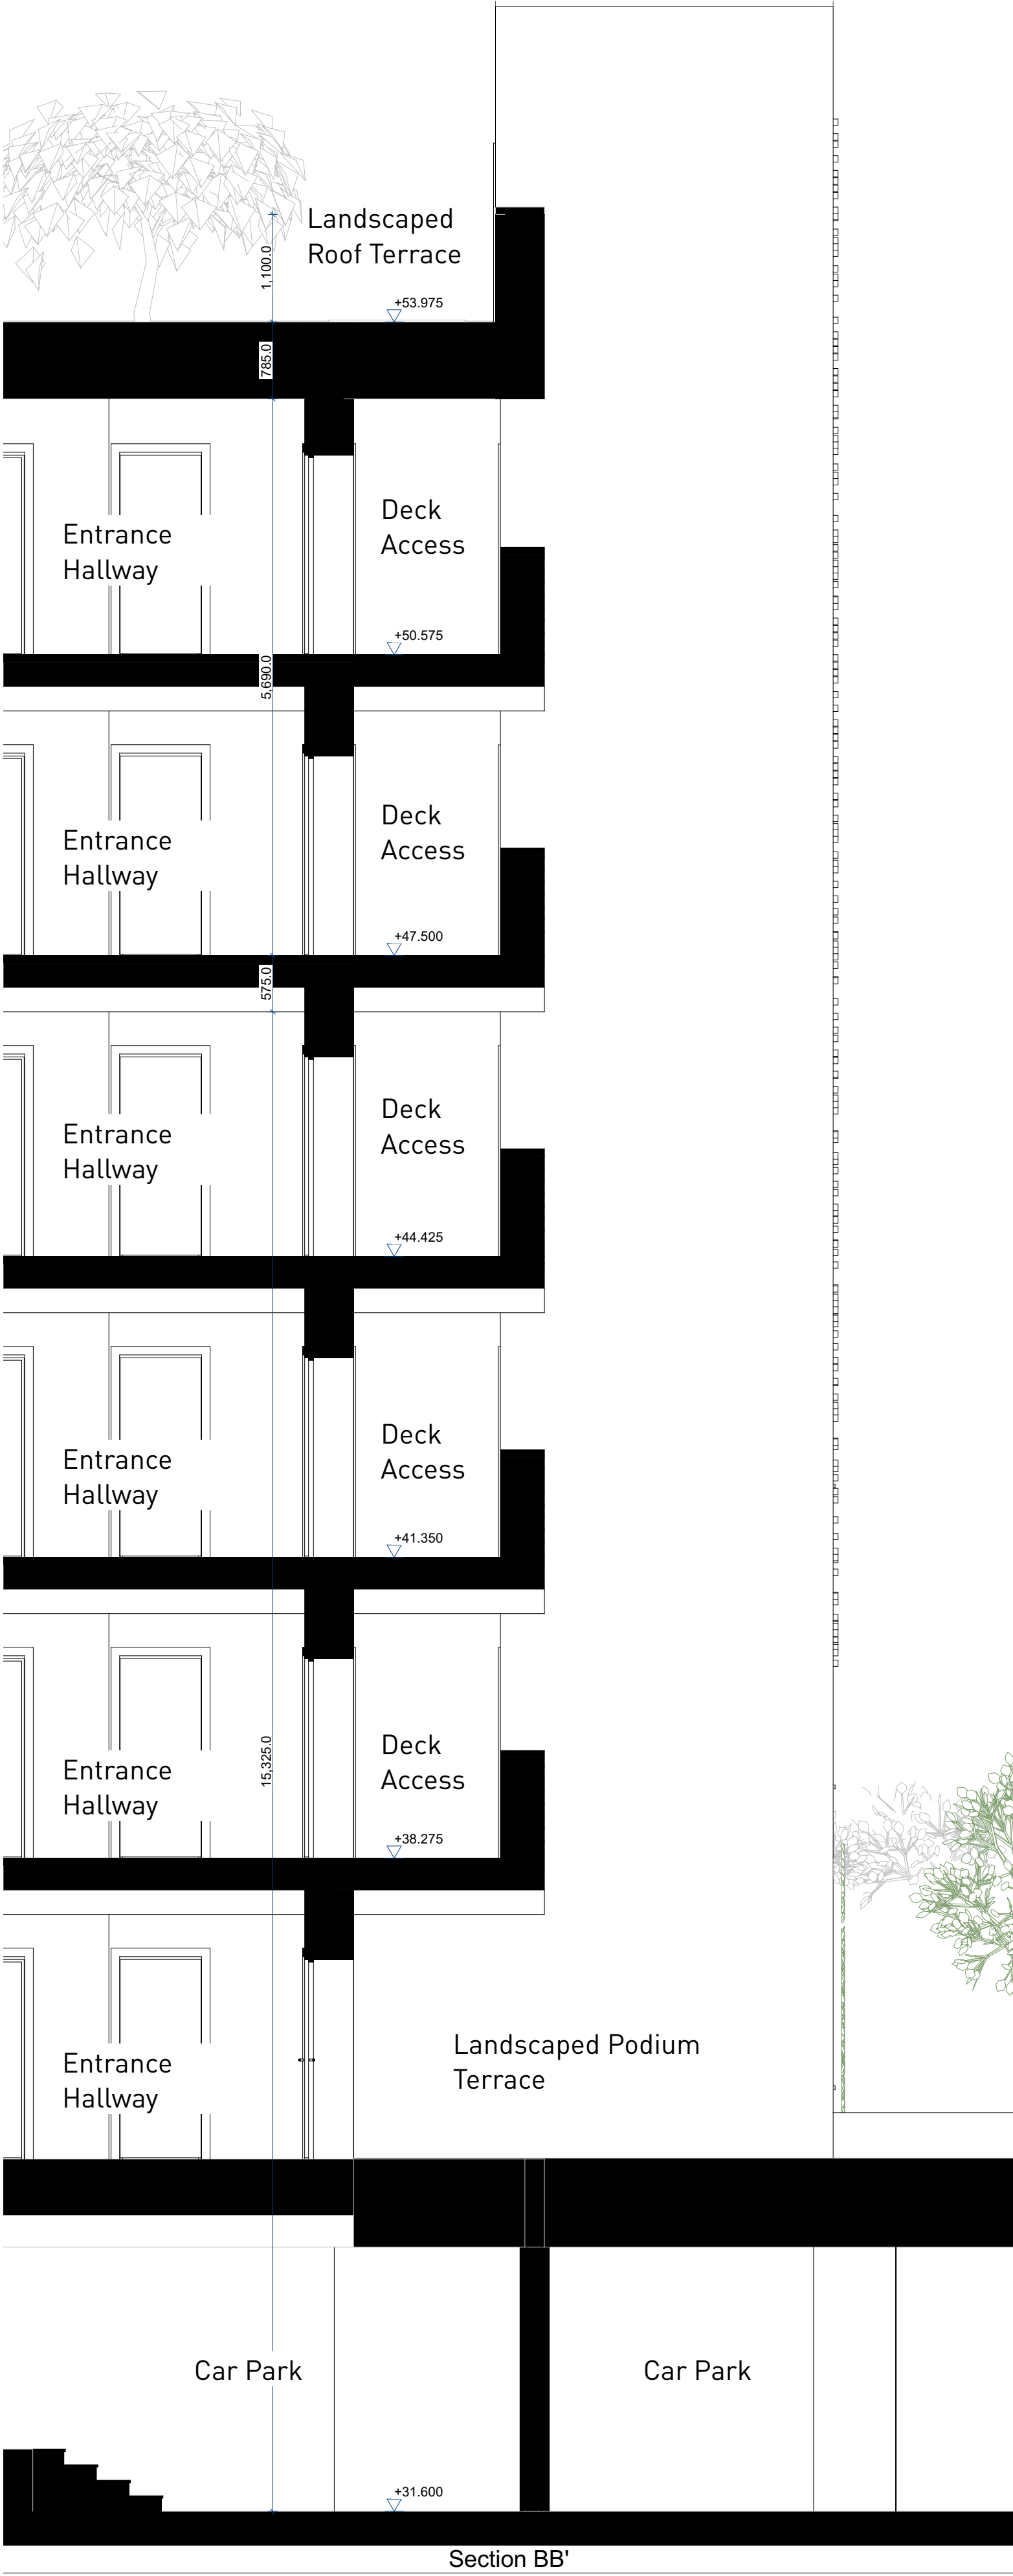 Landscaped
Roof Terrace
1,100.0
+53.975
785.0
Deck
Access
Entrance
Hallway
+50.575
5,690.0
Deck
Access
Entrance
Hallway
+47.500
575.0
Deck
Access
Entrance
Hallway
+44.425
Deck
Access
Entrance
Hallway
+41.350
15,325.0
Deck
Access
Entrance
Hallway
+38.275
Landscaped Podium
Terrace
Entrance
Hallway
Car Park
Car Park
+31.600
Section BB'